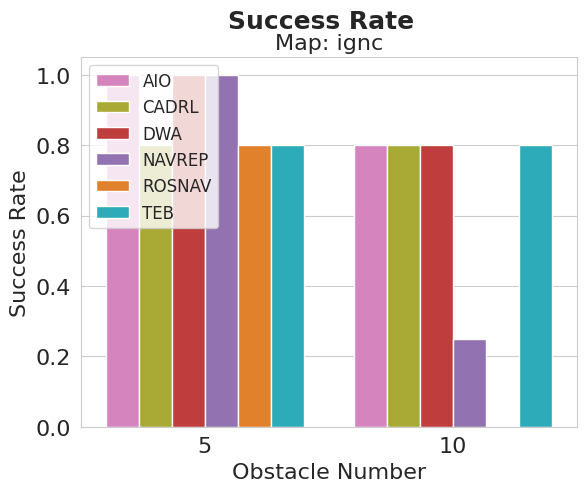 Success Rate
Map: ignc
1.0
0.8
0.6
0.4
0.2
0.0
Success Rate
AIO
CADRL
DWA
NAVREP
ROSNAV
TEB
5
10
Obstacle Number